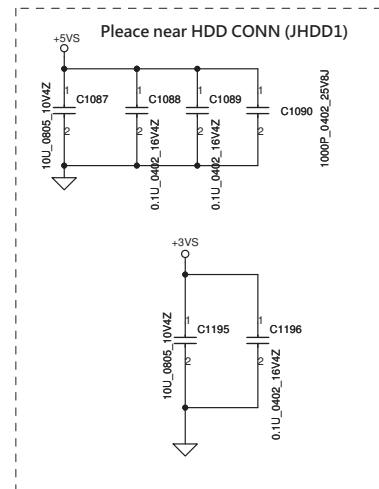 Pleace near HDD CONN (JHDD1)
+5VS
1
C1087
2
10U_0805_10V4Z
1
C1088
2
0.1U_0402_16V4Z
1
C1089
2
0.1U_0402_16V4Z
1
C1090
2
1000P_0402_25V8J
+3VS
1
C1195
2
10U_0805_10V4Z
1
C1196
2
0.1U_0402_16V4Z